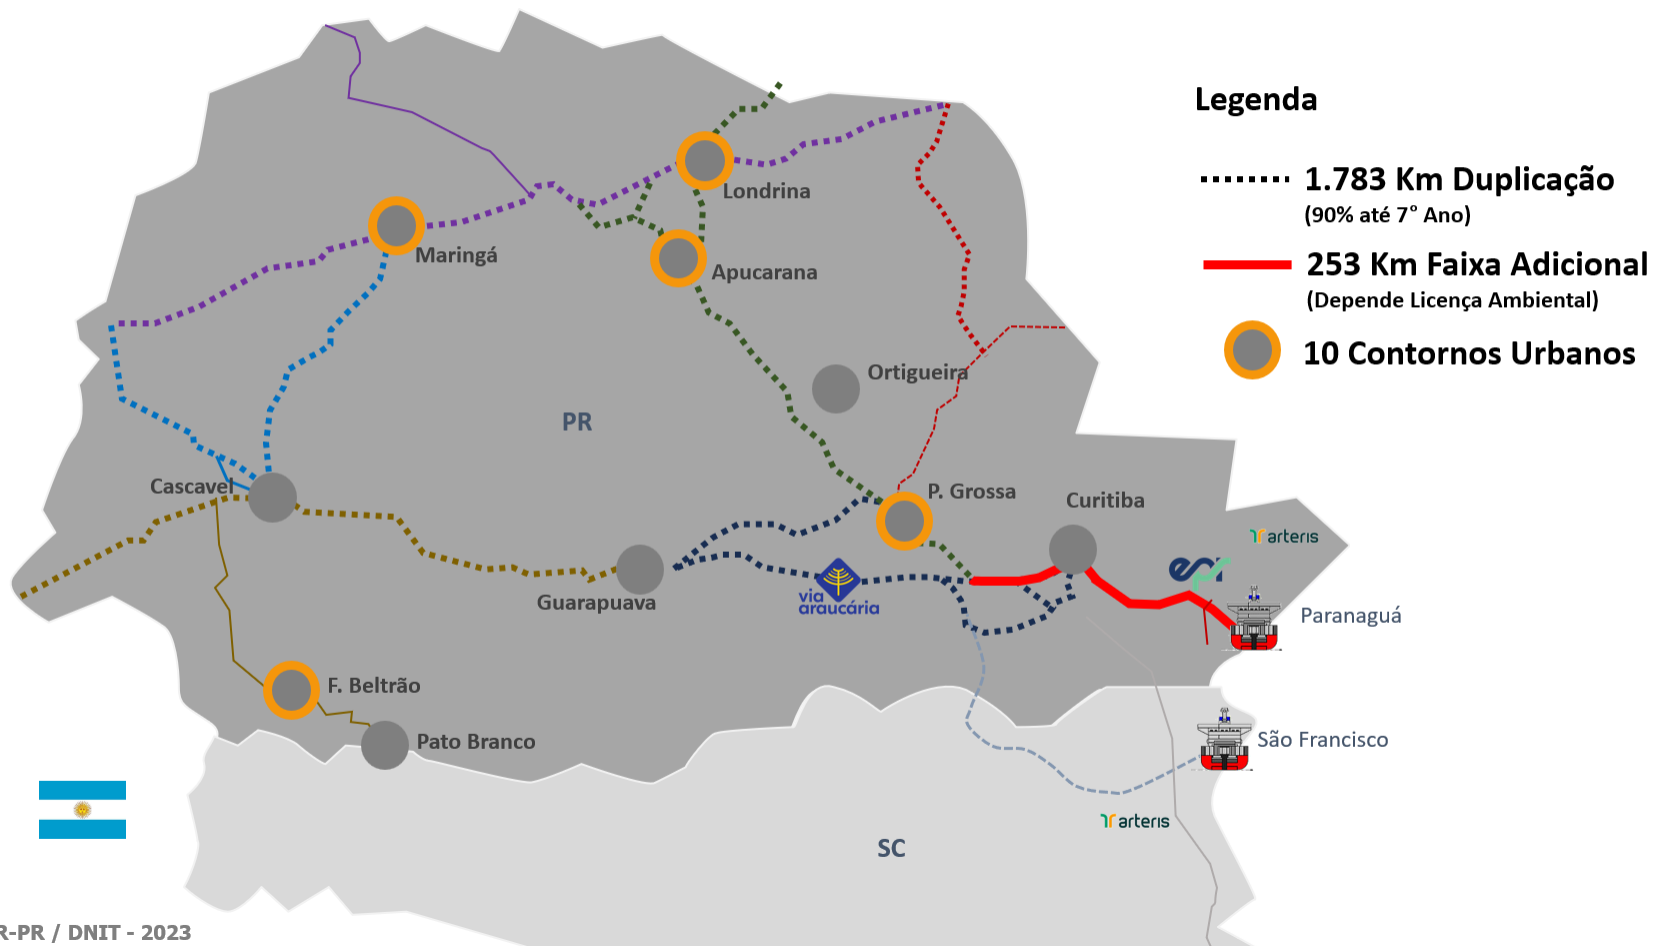 Legenda
1.783 Km Duplicação
(90% até 7° Ano)
253 Km Faixa Adicional
(Depende Licença Ambiental)
10 Contornos Urbanos
Londrina
Maringá
Apucarana
Ortigueira
PR
Cascavel
P. Grossa
Curitiba
arteris
Guarapuava
via
araucária
Paranaguá
F. Beltrão
Pato Branco
São Francisco
arteris
SC
R-PR / DNIT - 2023